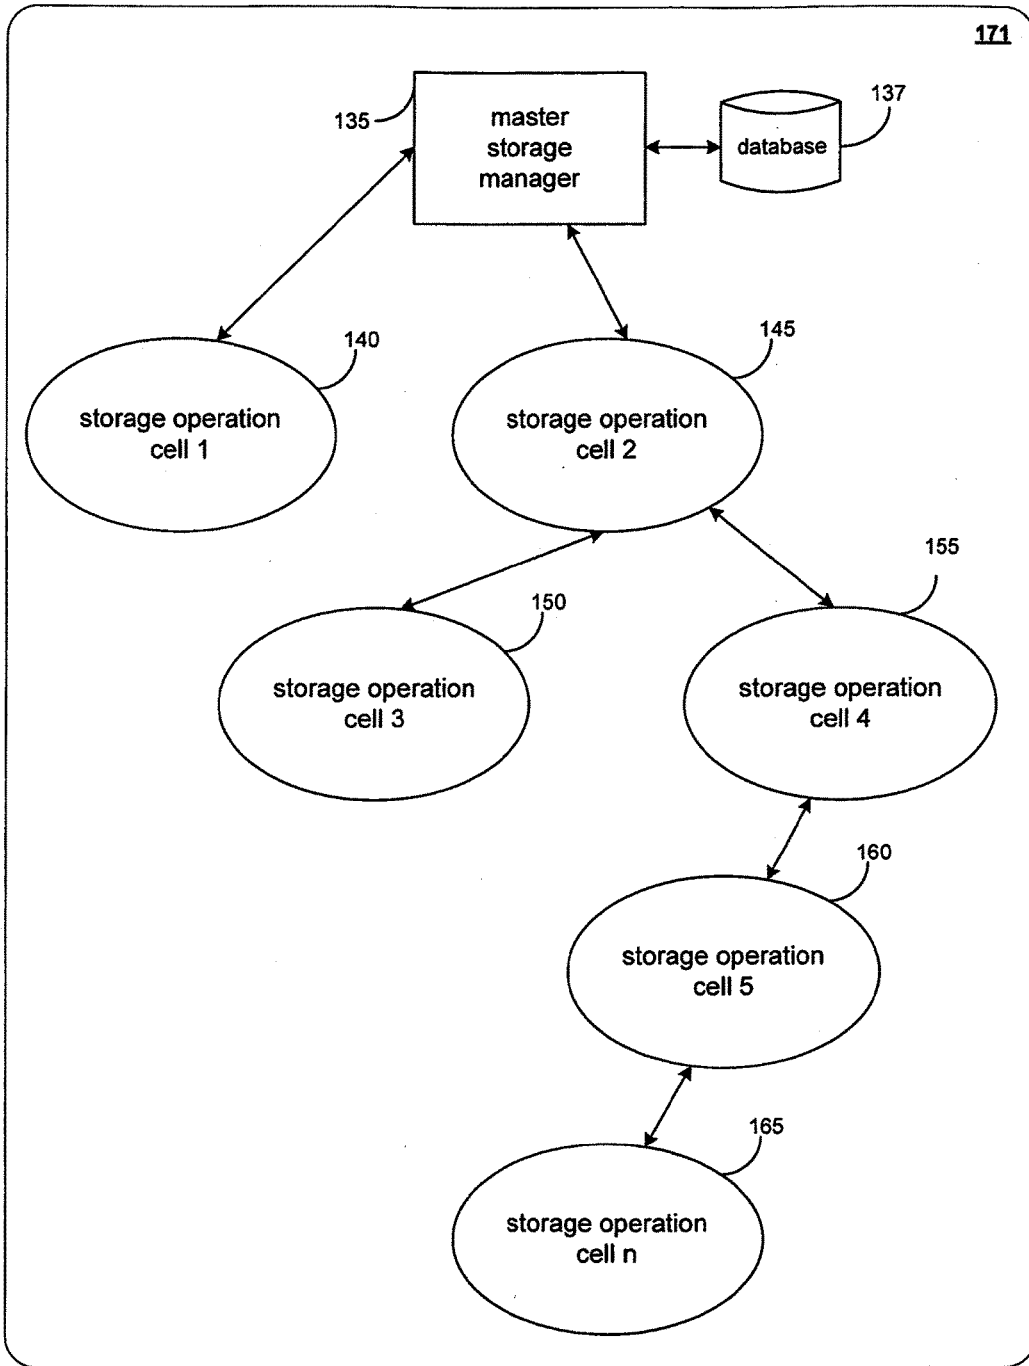 171
135
master
storage
manager
database
137
140
storage operation
cell 1
145
storage operation
cell 2
150
storage operation
cell 3
155
storage operation
cell 4
160
storage operation
cell 5
165
storage operation
cell n